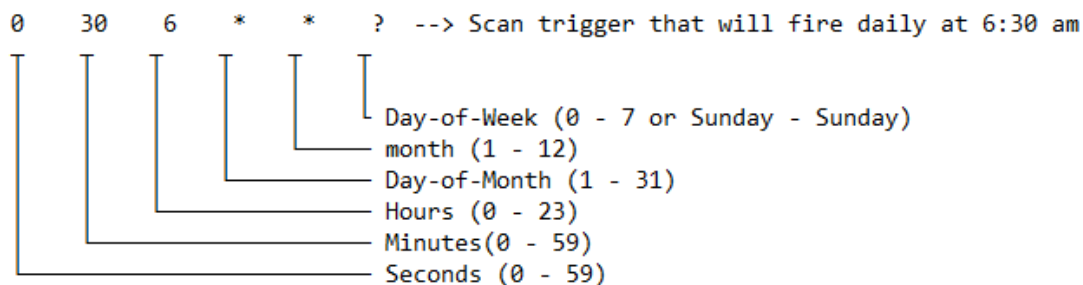 0 30 6 * * ? --> Scan trigger that will fire daily at 6:30 am
Day-of-Week (0 - 7 or Sunday - Sunday)
month (1 - 12)
Day-of-Month (1 - 31)
Hours (0 - 23)
Minutes(0 - 59)
Seconds (0 - 59)